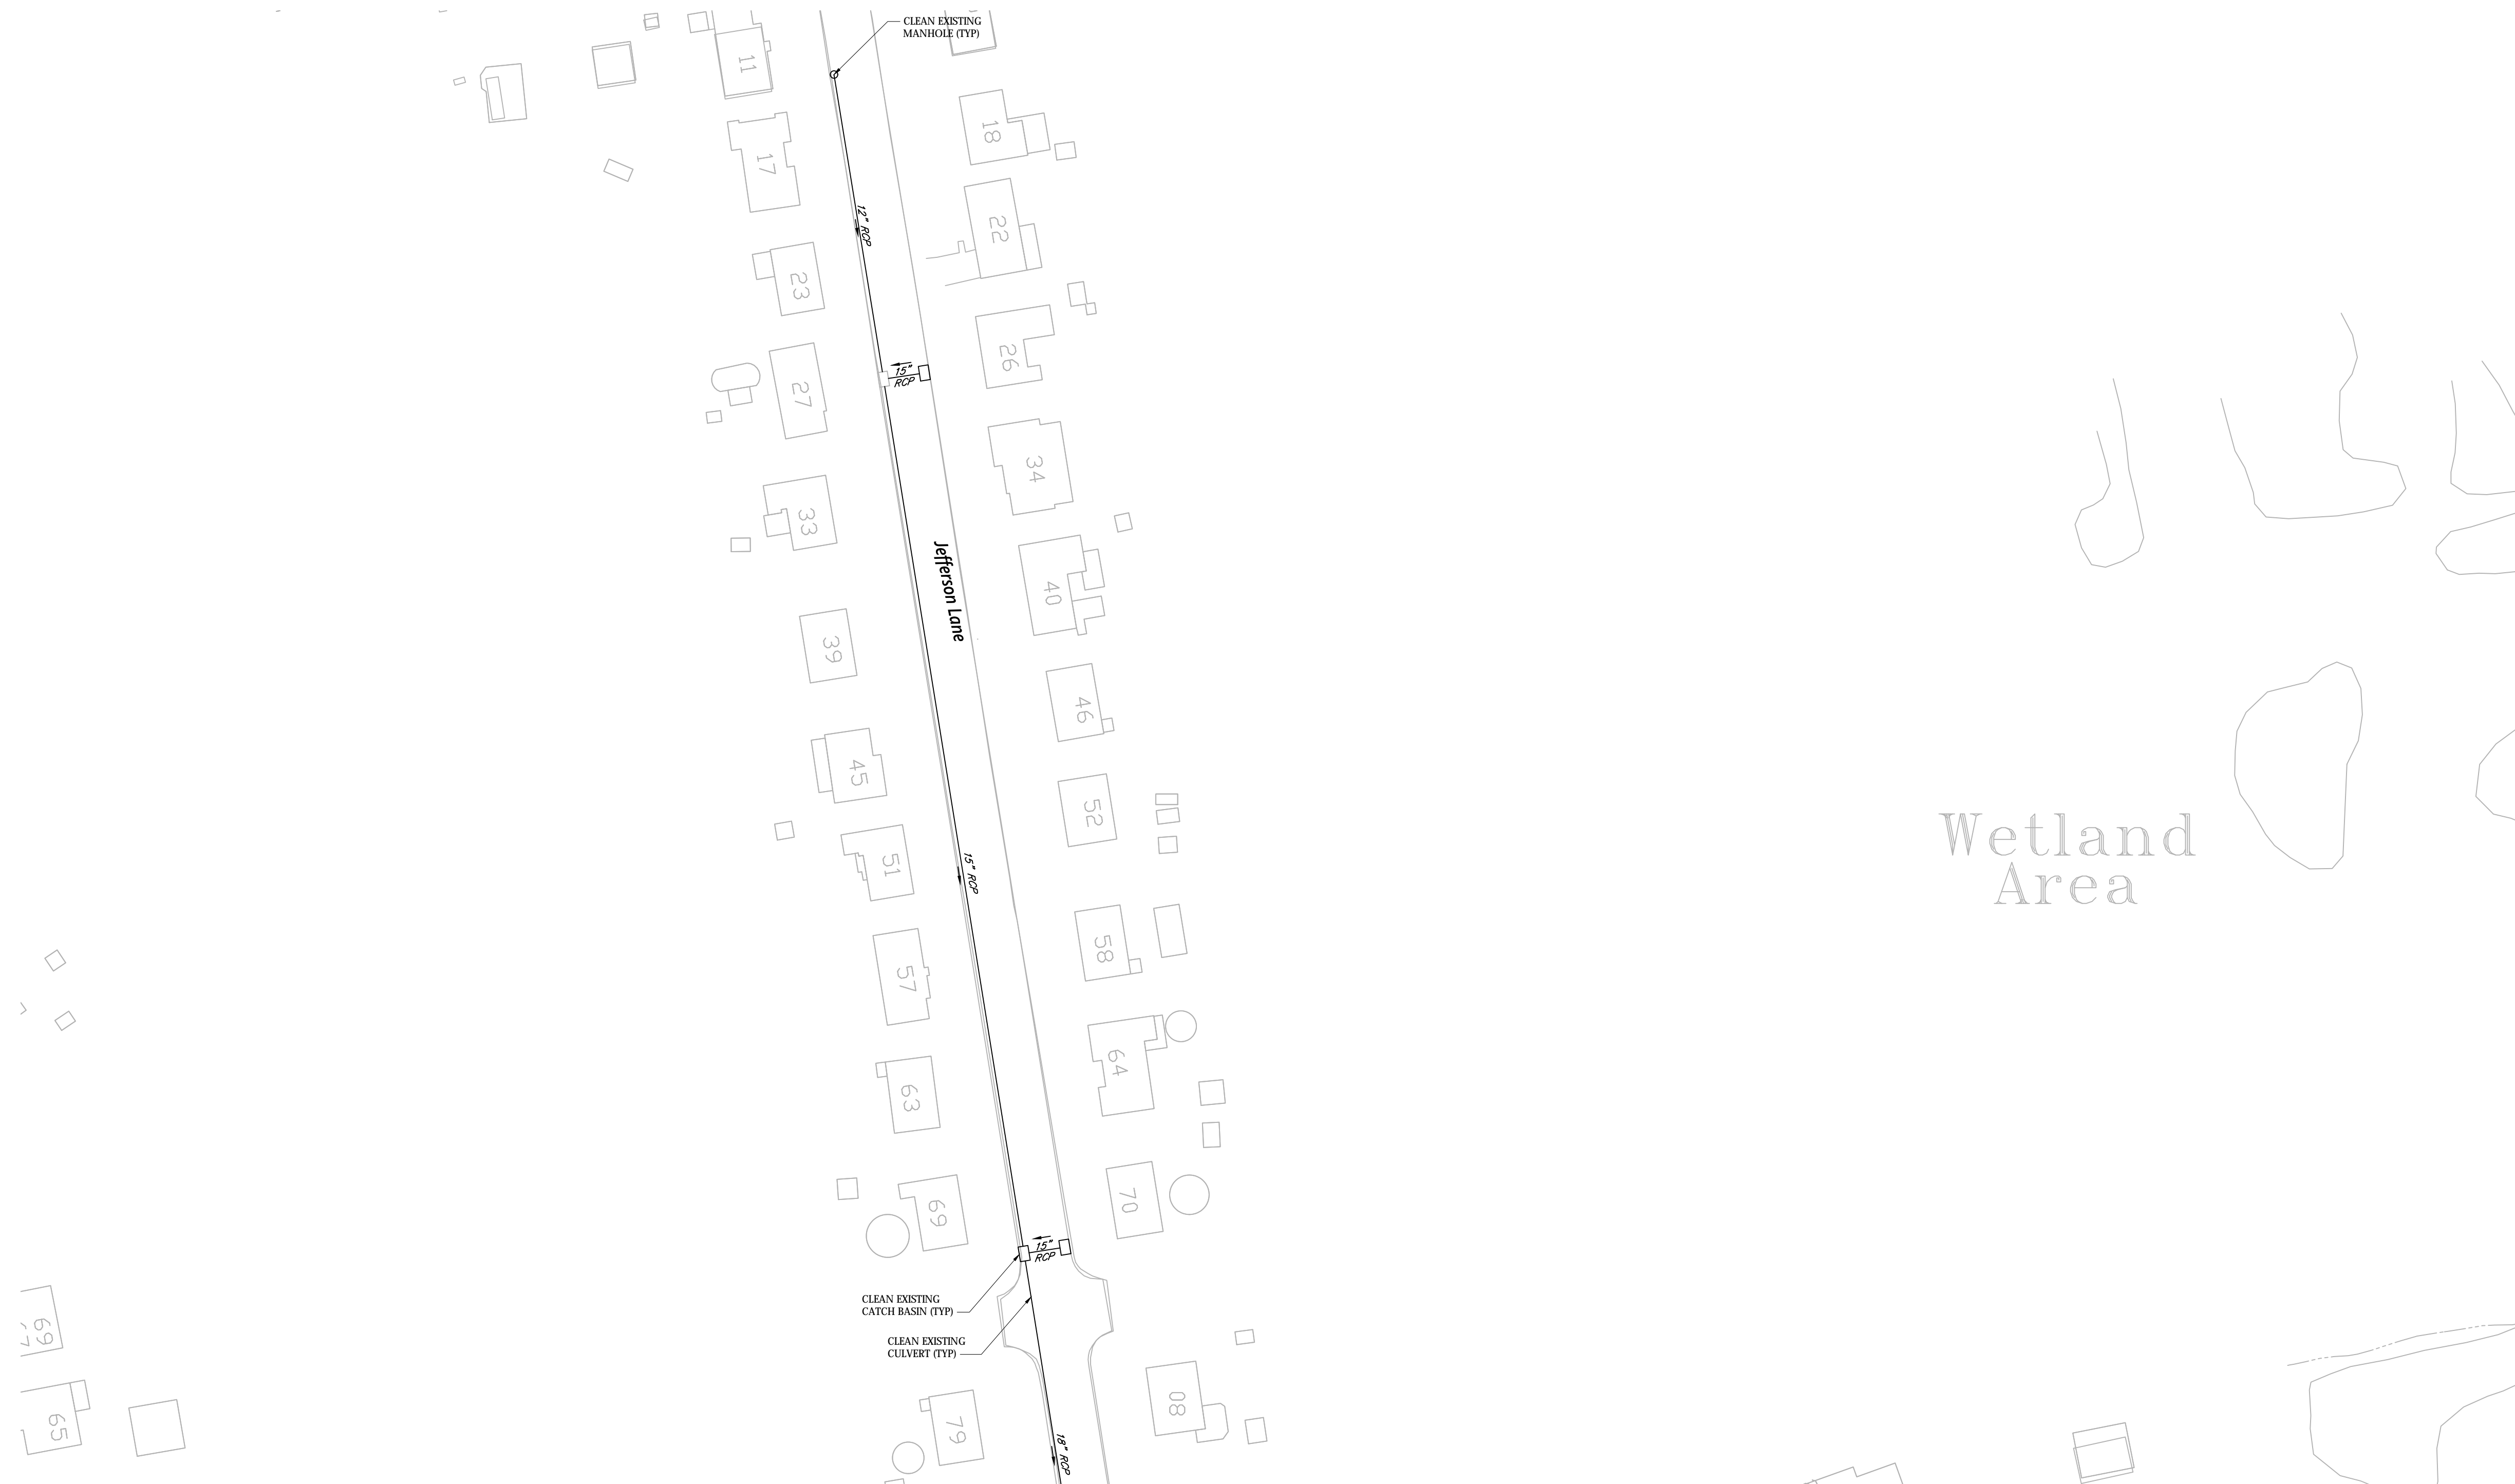 CLEAN EXISTING
MANHOLE (TYP)
11
18
17
12" RCP
22
23
15"
RCP
26
27
34
33
Jefferson Lane
40
39
46
45
52
51
15" RCP
Wetland
Area
58
57
64
63
70
69
15"
RCP
CLEAN EXISTING
CATCH BASIN (TYP)
CLEAN EXISTING
CULVERT (TYP)
69
65
80
79
18" RCP